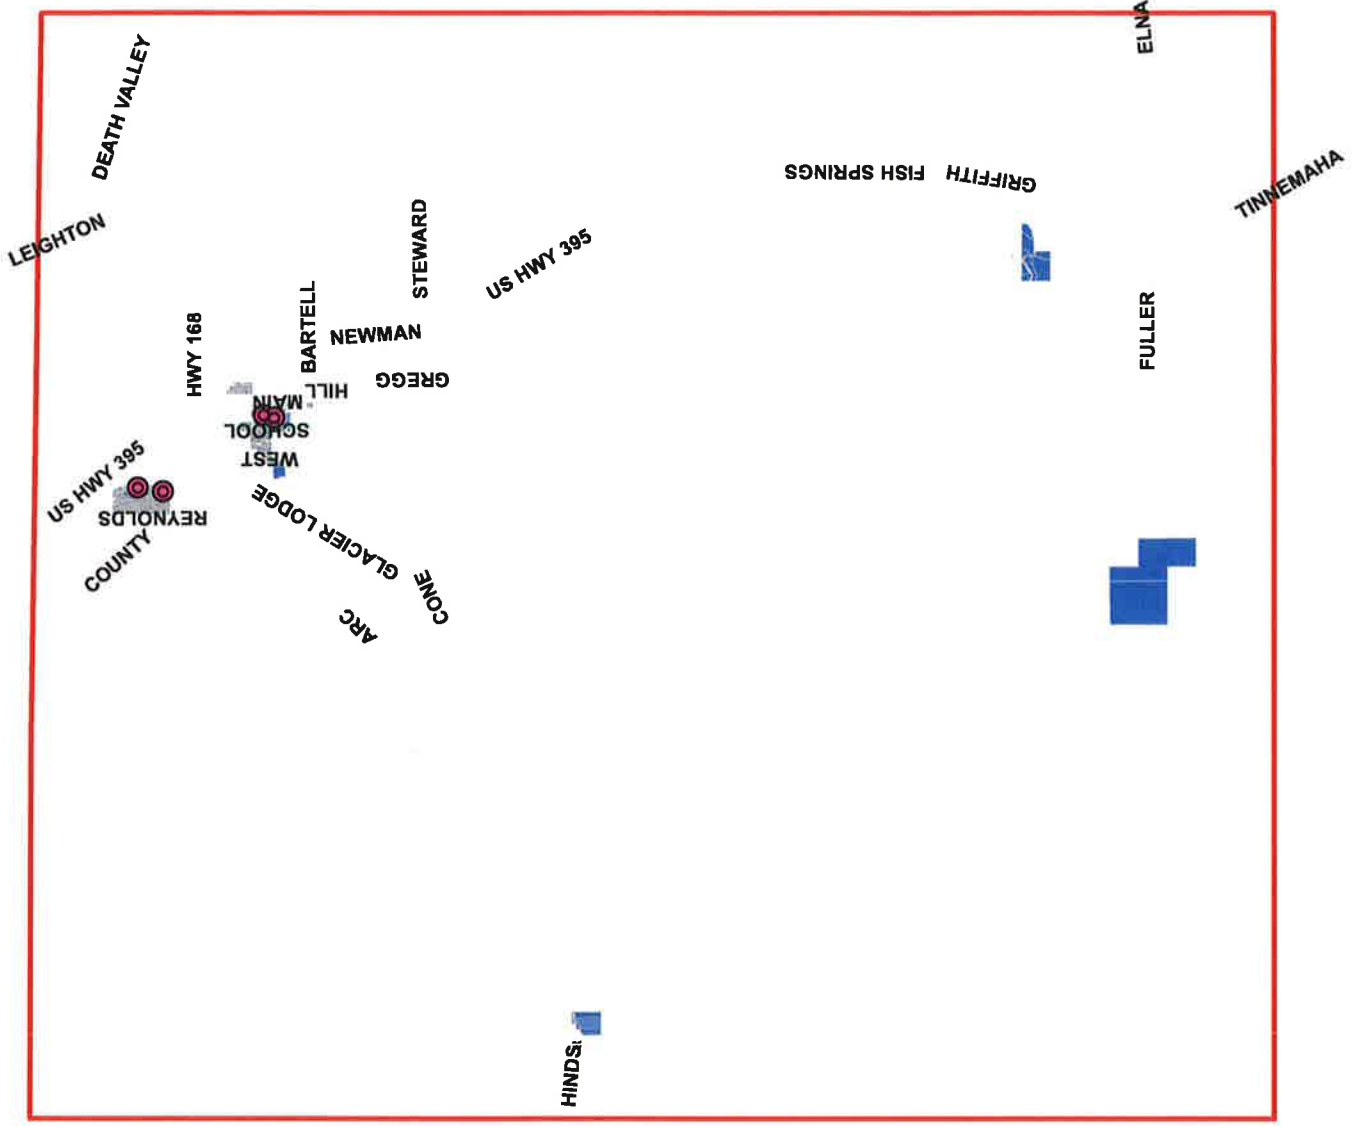 ELNA
DEATH VALLEY
TINNEMAHA
FISH SPRINGS
GRIFFITH
LEIGHTON
STEWARD
US HWY 395
BARTELL
NEWMAN
HWY 168
FULLER
GREGG
HILL
MAIN
SCHOOL
WEST
US HWY 395
REYNOLDS
GLACIER LODGE
COUNTY
CONE
ARC
HINDS